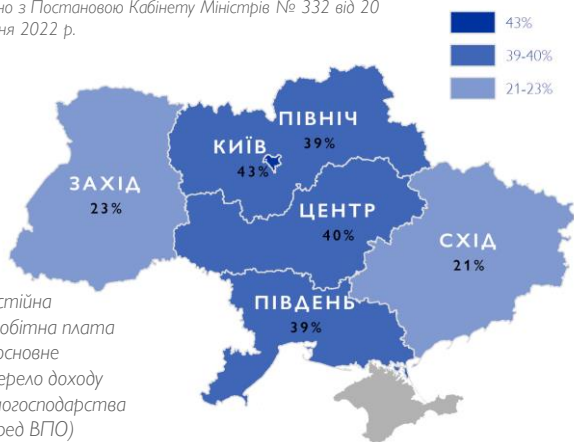 но з Постановою Кабінету Міністрів № 332 від 20
ня 2022 р.
43%
39-40%
21-23%
ПІВНІЧ
39%
КИЇВ
43%
ЗАХІД
23%
ЦЕНТР
40%
СХІД
21%
ПІВДЕНЬ
39%
стійна
обітна плата
основне
ерело доходу
могосподарства
ред ВПО)